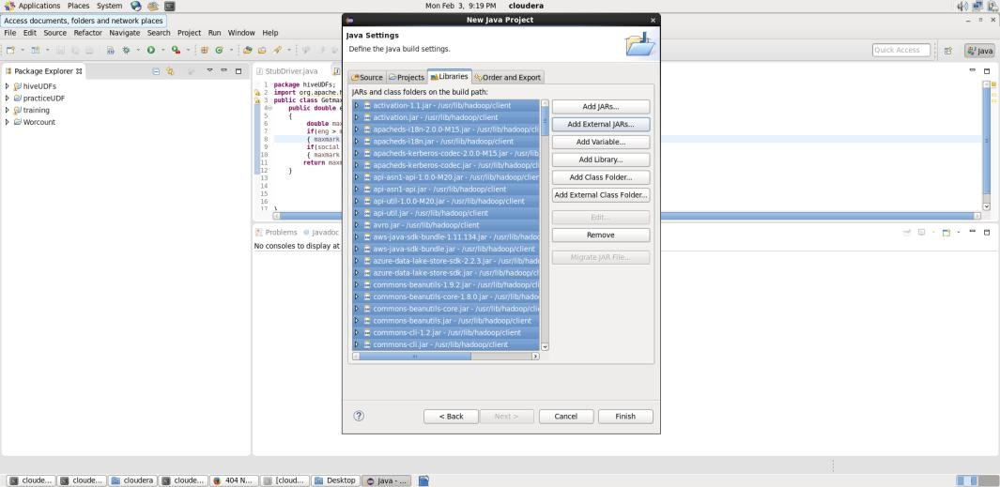 Applications Places System Mon Feb 3, 9:19 PM cloudera
Access documents, folders and network places
New Java Project
File Edit Source Refactor Navigate Search Project Run Window Help
Quick Access
Java
Package Explorer
hiveUDFs
practiceUDF
training
Worcount
StubDriver.java
1 package hiveUDFs;
2 import org.apache.h
3 public class Getmax
4 public double e
5 {
6 double max
7 if(eng > m
8 { maxmark
9 if(social
10 { maxmark
11 return maxm
12 }
13
14
15
16
17 \
Problems Javadoc
No consoles to display at
Java Settings
Define the Java build settings.
Source Projects Libraries Order and Export
JARs and class folders on the build path:
activation-1.1.jar - /usr/lib/hadoop/client
activation.jar - /usr/lib/hadoop/client
apacheds-i18n-2.0.0-M15.jar - /usr/lib/hadoop/cli
apacheds-i18n.jar - /usr/lib/hadoop/client
apacheds-kerberos-codec-2.0.0-M15.jar - /usr/lib
apacheds-kerberos-codec.jar - /usr/lib/hadoop/cl
api-asn1-api-1.0.0-M20.jar - /usr/lib/hadoop/clien
api-asn1-api.jar - /usr/lib/hadoop/client
api-util-1.0.0-M20.jar - /usr/lib/hadoop/client
api-util.jar - /usr/lib/hadoop/client
avro.jar - /usr/lib/hadoop/client
aws-java-sdk-bundle-1.11.134.jar - /usr/lib/hadoo
aws-java-sdk-bundle.jar - /usr/lib/hadoop/client
azure-data-lake-store-sdk-2.2.3.jar - /usr/lib/hado
azure-data-lake-store-sdk.jar - /usr/lib/hadoop/cl
commons-beanutils-1.9.2.jar - /usr/lib/hadoop/cli
commons-beanutils-core-1.8.0.jar - /usr/lib/hado
commons-beanutils-core.jar - /usr/lib/hadoop/clie
commons-beanutils.jar - /usr/lib/hadoop/client
commons-cli-1.2.jar - /usr/lib/hadoop/client
commons-cli.jar - /usr/lib/hadoop/client
Add JARs...
Add External JARs...
Add Variable...
Add Library...
Add Class Folder...
Add External Class Folder...
Edit...
Remove
Migrate JAR File...
< Back Next > Cancel Finish
cloude... cloude... cloudera cloude... 404 N... [cloud... Desktop Java - ...